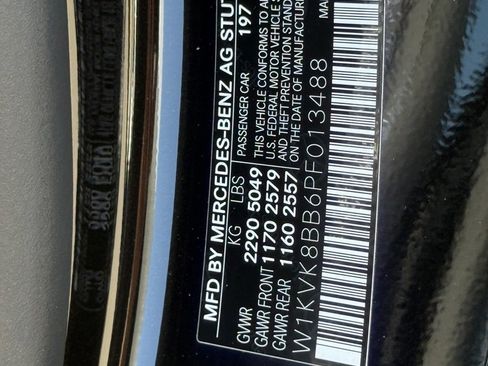 MFD BY MERCEDES-BENZ AG STUT
KG LBS
GVWR 2290 5049
GAWR FRONT 1170 2579
GAWR REAR 1160 2557
197
PASSENGER CAR
THIS VEHICLE CONFORMS TO A
U.S. FEDERAL MOTOR VEHICLE S
AND THEFT PREVENTION STAND
ON THE DATE OF MANUFACTUR
W1KVK8BB6PF013488
MA